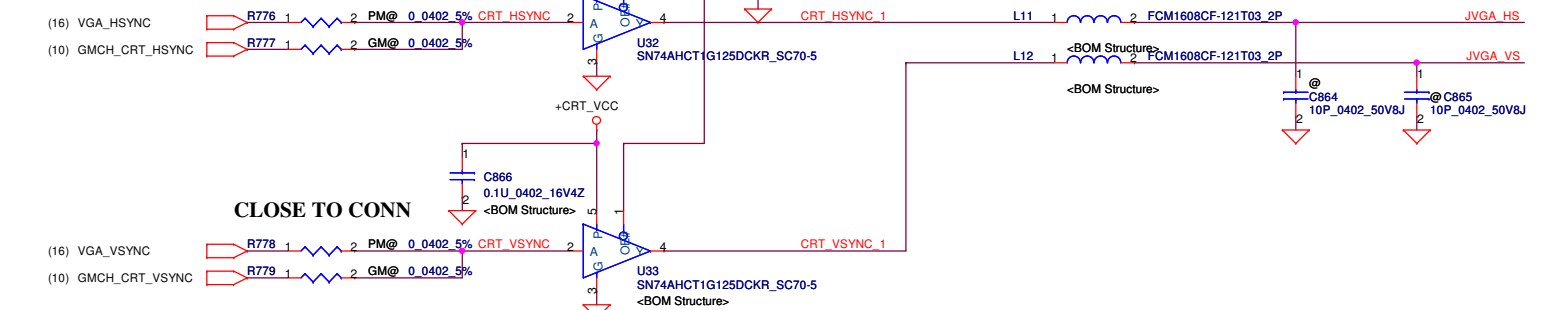 (16) VGA_HSYNC R776 1 2 PM@ 0_0402_5% CRT_HSYNC 2 A Y 4 CRT_HSYNC_1 L11 1 2 FCM1608CF-121T03_2P JVGA_HS
(10) GMCH_CRT_HSYNC R777 1 2 GM@ 0_0402_5% G U32 <BOM Structure>
3 SN74AHCT1G125DCKR_SC70-5 L12 1 2 FCM1608CF-121T03_2P JVGA_VS
<BOM Structure>
1 @ 1
C864 @ C865
+CRT_VCC 10P_0402_50V8J 10P_0402_50V8J
2 2
1
C866
0.1U_0402_16V4Z
2 <BOM Structure> 5 1
CLOSE TO CONN
P OE#
(16) VGA_VSYNC R778 1 2 PM@ 0_0402_5% CRT_VSYNC 2 A Y 4 CRT_VSYNC_1
(10) GMCH_CRT_VSYNC R779 1 2 GM@ 0_0402_5% G U33
3 SN74AHCT1G125DCKR_SC70-5
<BOM Structure>